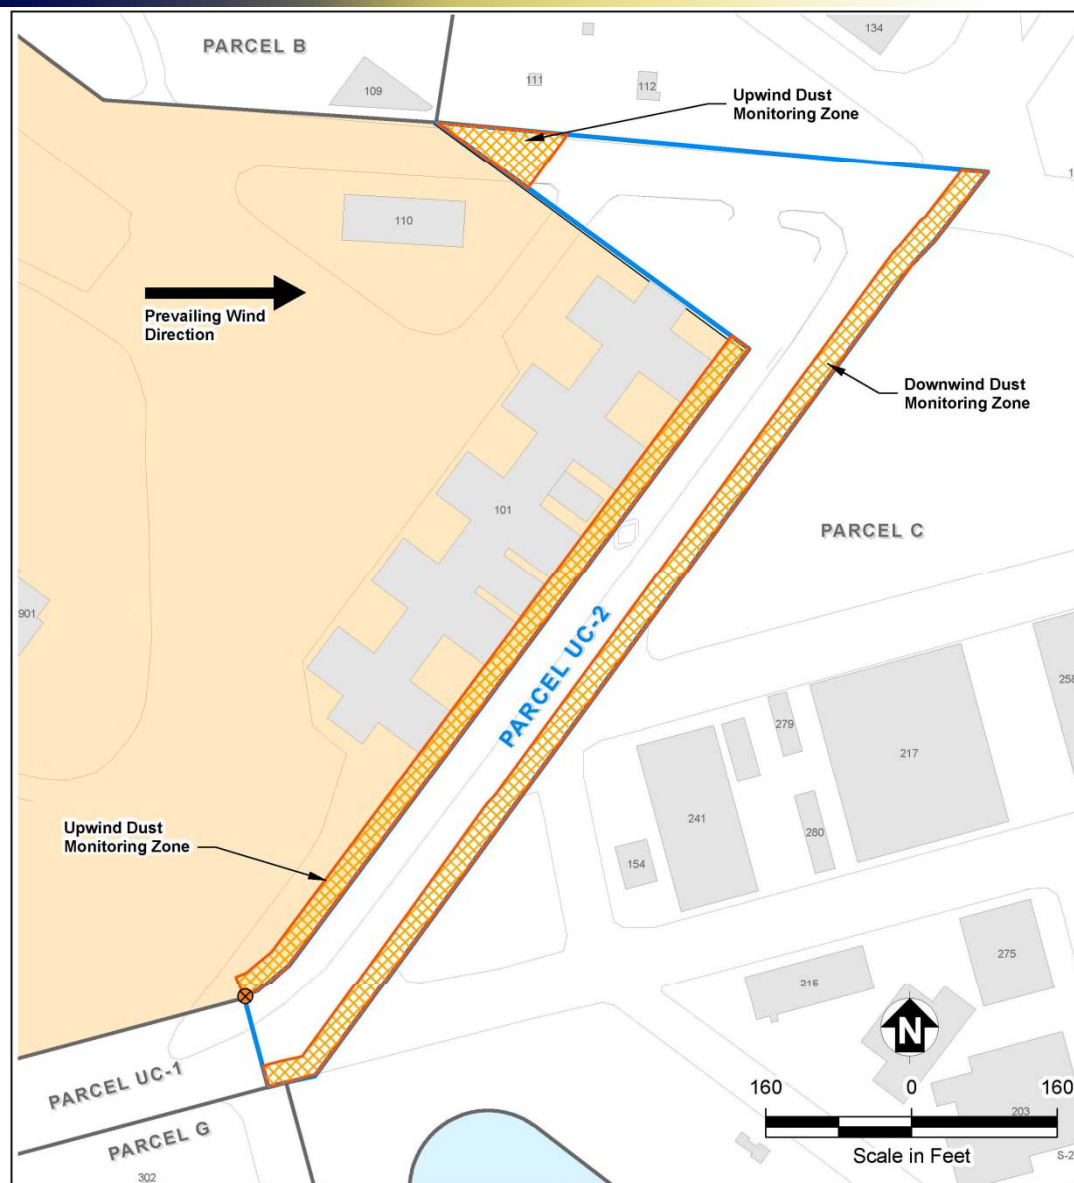 PARCEL B
134
109
111
112
Upwind Dust
Monitoring Zone
1
110
Prevailing Wind
Direction
Downwind Dust
Monitoring Zone
101
PARCEL C
901
PARCEL UC-2
258
279
217
241
280
154
Upwind Dust
Monitoring Zone
275
216
N
PARCEL UC-1
160 0 160
203
PARCEL G
Scale in Feet
S-2
302